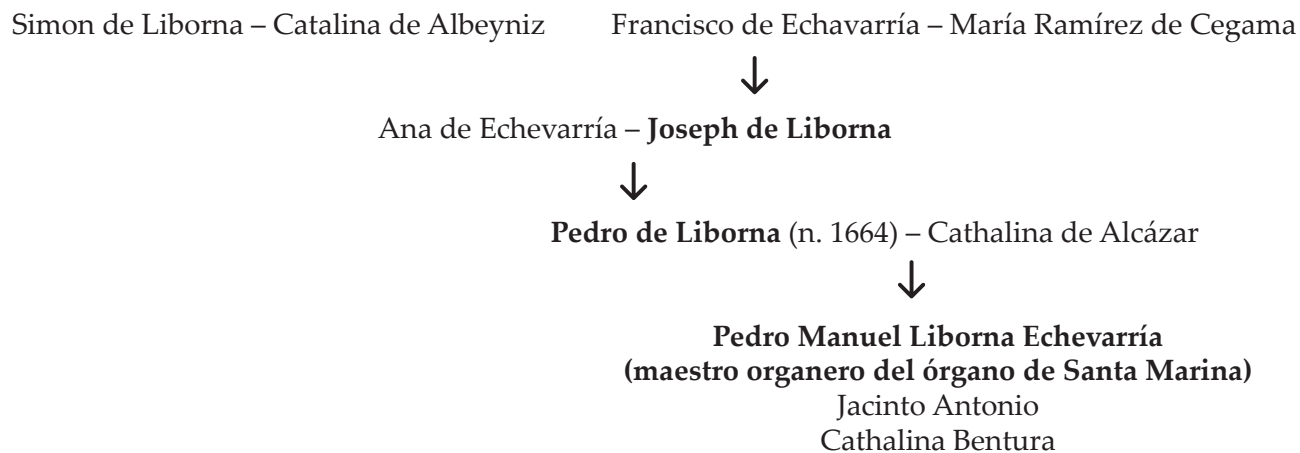 Simon de Liborna – Catalina de Albeyniz Francisco de Echavarría – María Ramírez de Cegama
Ana de Echevarría – Joseph de Liborna
Pedro de Liborna (n. 1664) – Cathalina de Alcázar
Pedro Manuel Liborna Echevarría
(maestro organero del órgano de Santa Marina)
Jacinto Antonio
Cathalina Bentura